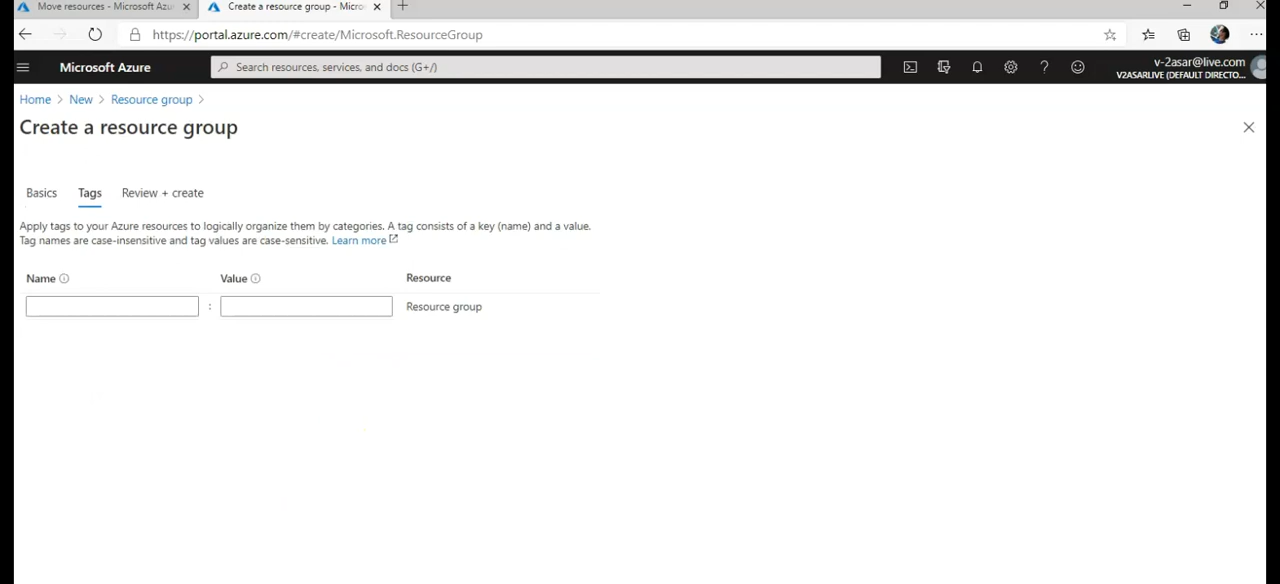 Move resources - Microsoft Azu
Create a resource group - Micro
https://portal.azure.com/#create/Microsoft.ResourceGroup
Microsoft Azure
Search resources, services, and docs (G+/)
v-2asar@live.com
V2ASARLIVE (DEFAULT DIRECTO...
Home > New > Resource group >
Create a resource group
Basics Tags Review + create
Apply tags to your Azure resources to logically organize them by categories. A tag consists of a key (name) and a value.
Tag names are case-insensitive and tag values are case-sensitive. Learn more
Name Value Resource
: Resource group